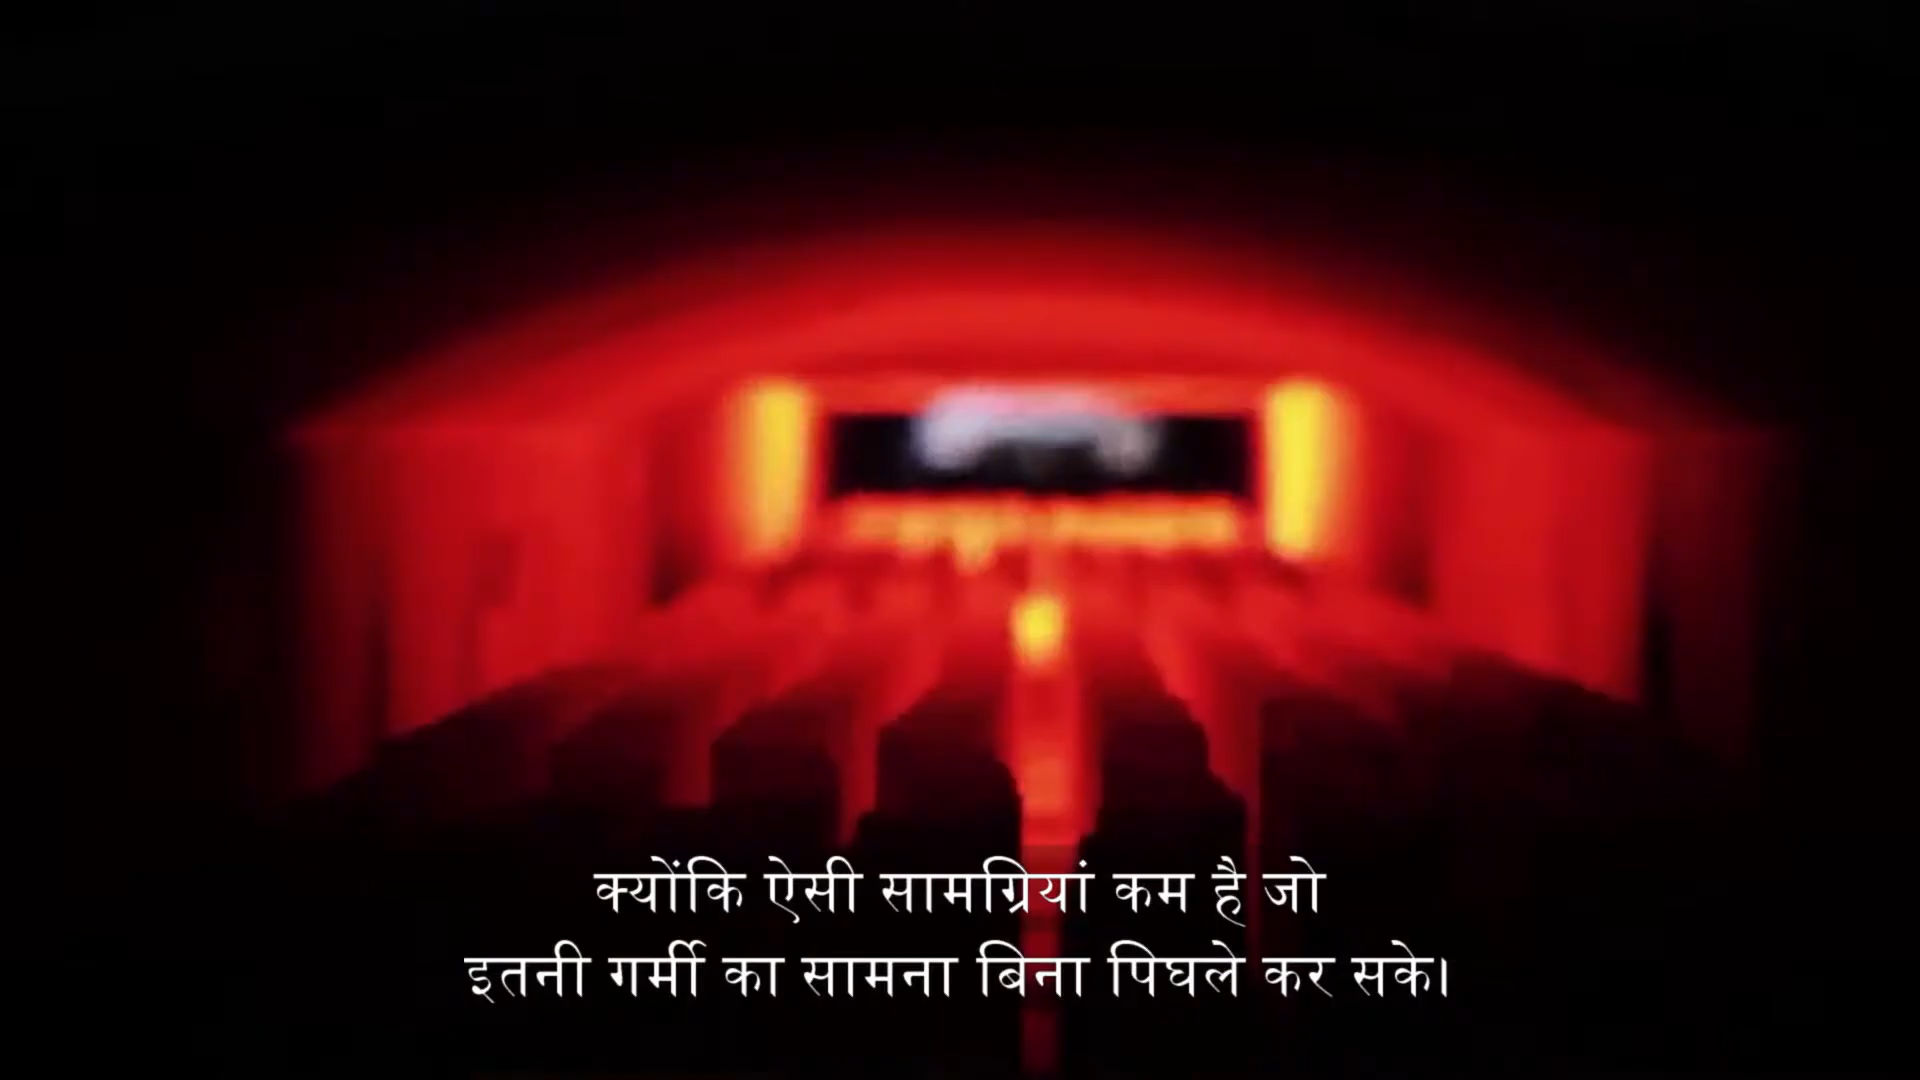 क्योंकि ऐसी सामग्रियां कम है जो
इतनी गर्मी का सामना बिना पिघले कर सके।